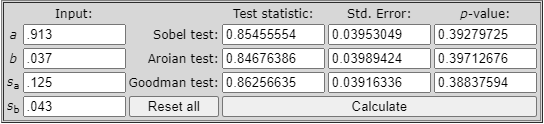 Input: Test statistic: Std. Error: p-value:
a .913 Sobel test: 0.85455554 0.03953049 0.39279725
b .037 Aroian test: 0.84676386 0.03989424 0.39712676
sa .125 Goodman test: 0.86256635 0.03916336 0.38837594
sb .043 Reset all Calculate